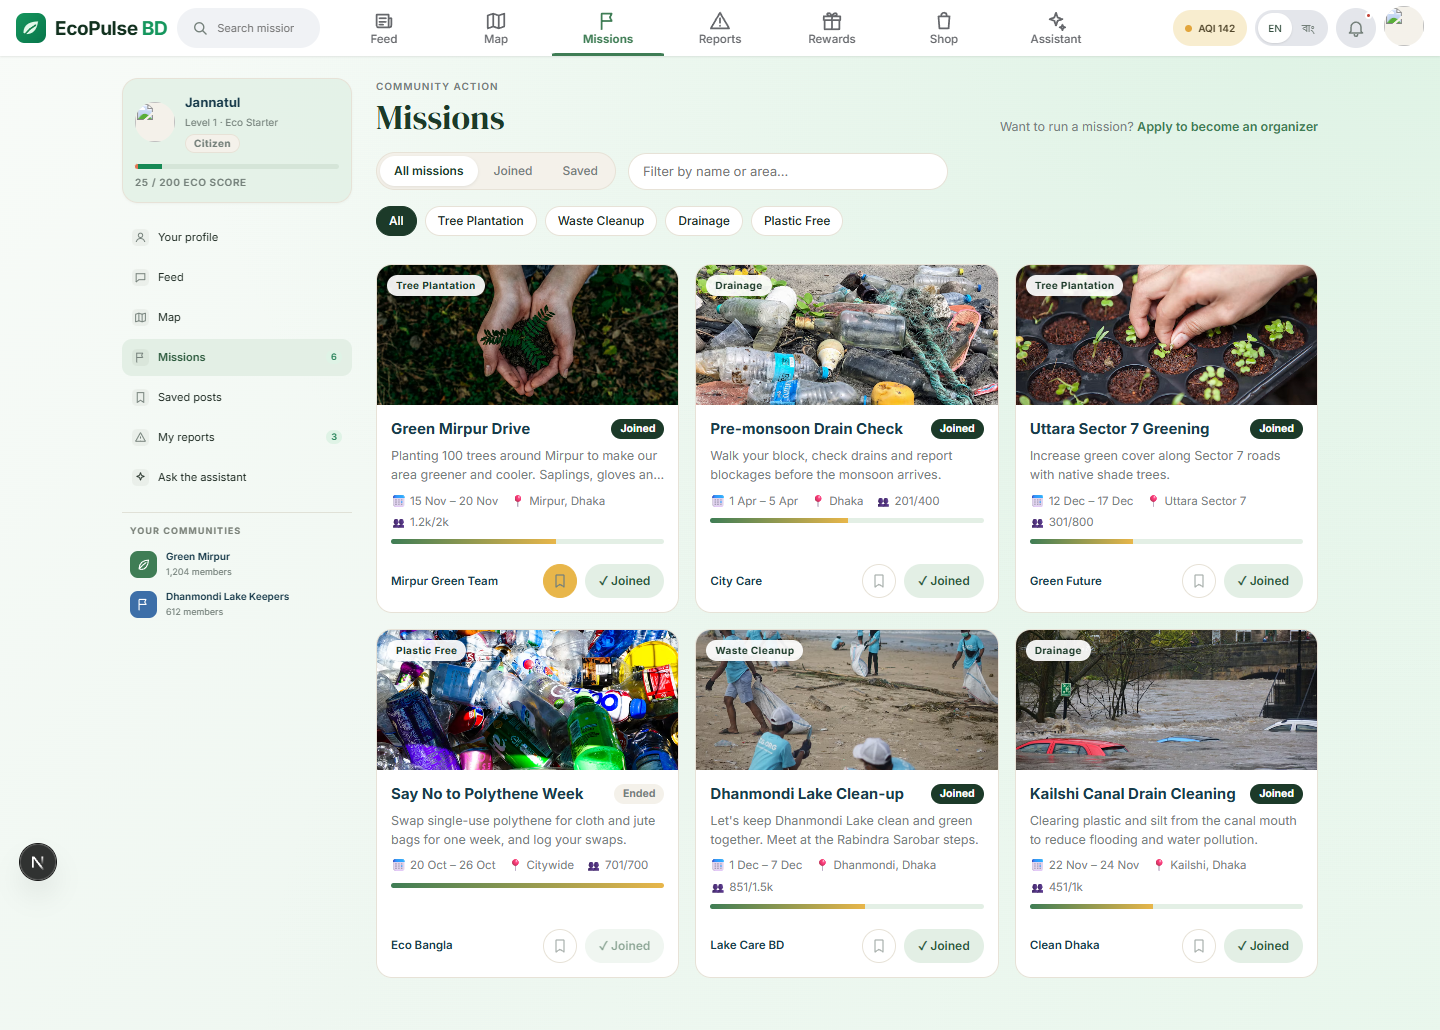 EcoPulse BD
Search missior
Feed
Map
Missions
Reports
Rewards
Shop
Assistant
AQI 142
EN
বাং
Jannatul
Level 1 · Eco Starter
Citizen
25 / 200 ECO SCORE
Your profile
Feed
Map
Missions 6
Saved posts
My reports 3
Ask the assistant
YOUR COMMUNITIES
Green Mirpur
1,204 members
Dhanmondi Lake Keepers
612 members
N
COMMUNITY ACTION
Missions
Want to run a mission? Apply to become an organizer
All missions Joined Saved
Filter by name or area...
All Tree Plantation Waste Cleanup Drainage Plastic Free
Tree Plantation
Green Mirpur Drive Joined
Planting 100 trees around Mirpur to make our
area greener and cooler. Saplings, gloves an...
15 Nov – 20 Nov Mirpur, Dhaka
1.2k/2k
Mirpur Green Team ✓ Joined
Drainage
Pre-monsoon Drain Check Joined
Walk your block, check drains and report
blockages before the monsoon arrives.
1 Apr – 5 Apr Dhaka 201/400
City Care ✓ Joined
Tree Plantation
Uttara Sector 7 Greening Joined
Increase green cover along Sector 7 roads
with native shade trees.
12 Dec – 17 Dec Uttara Sector 7
301/800
Green Future ✓ Joined
Plastic Free
Say No to Polythene Week Ended
Swap single-use polythene for cloth and jute
bags for one week, and log your swaps.
20 Oct – 26 Oct Citywide 701/700
Eco Bangla ✓ Joined
Waste Cleanup
Dhanmondi Lake Clean-up Joined
Let's keep Dhanmondi Lake clean and green
together. Meet at the Rabindra Sarobar steps.
1 Dec – 7 Dec Dhanmondi, Dhaka
851/1.5k
Lake Care BD ✓ Joined
Drainage
Kailshi Canal Drain Cleaning Joined
Clearing plastic and silt from the canal mouth
to reduce flooding and water pollution.
22 Nov – 24 Nov Kailshi, Dhaka
451/1k
Clean Dhaka ✓ Joined